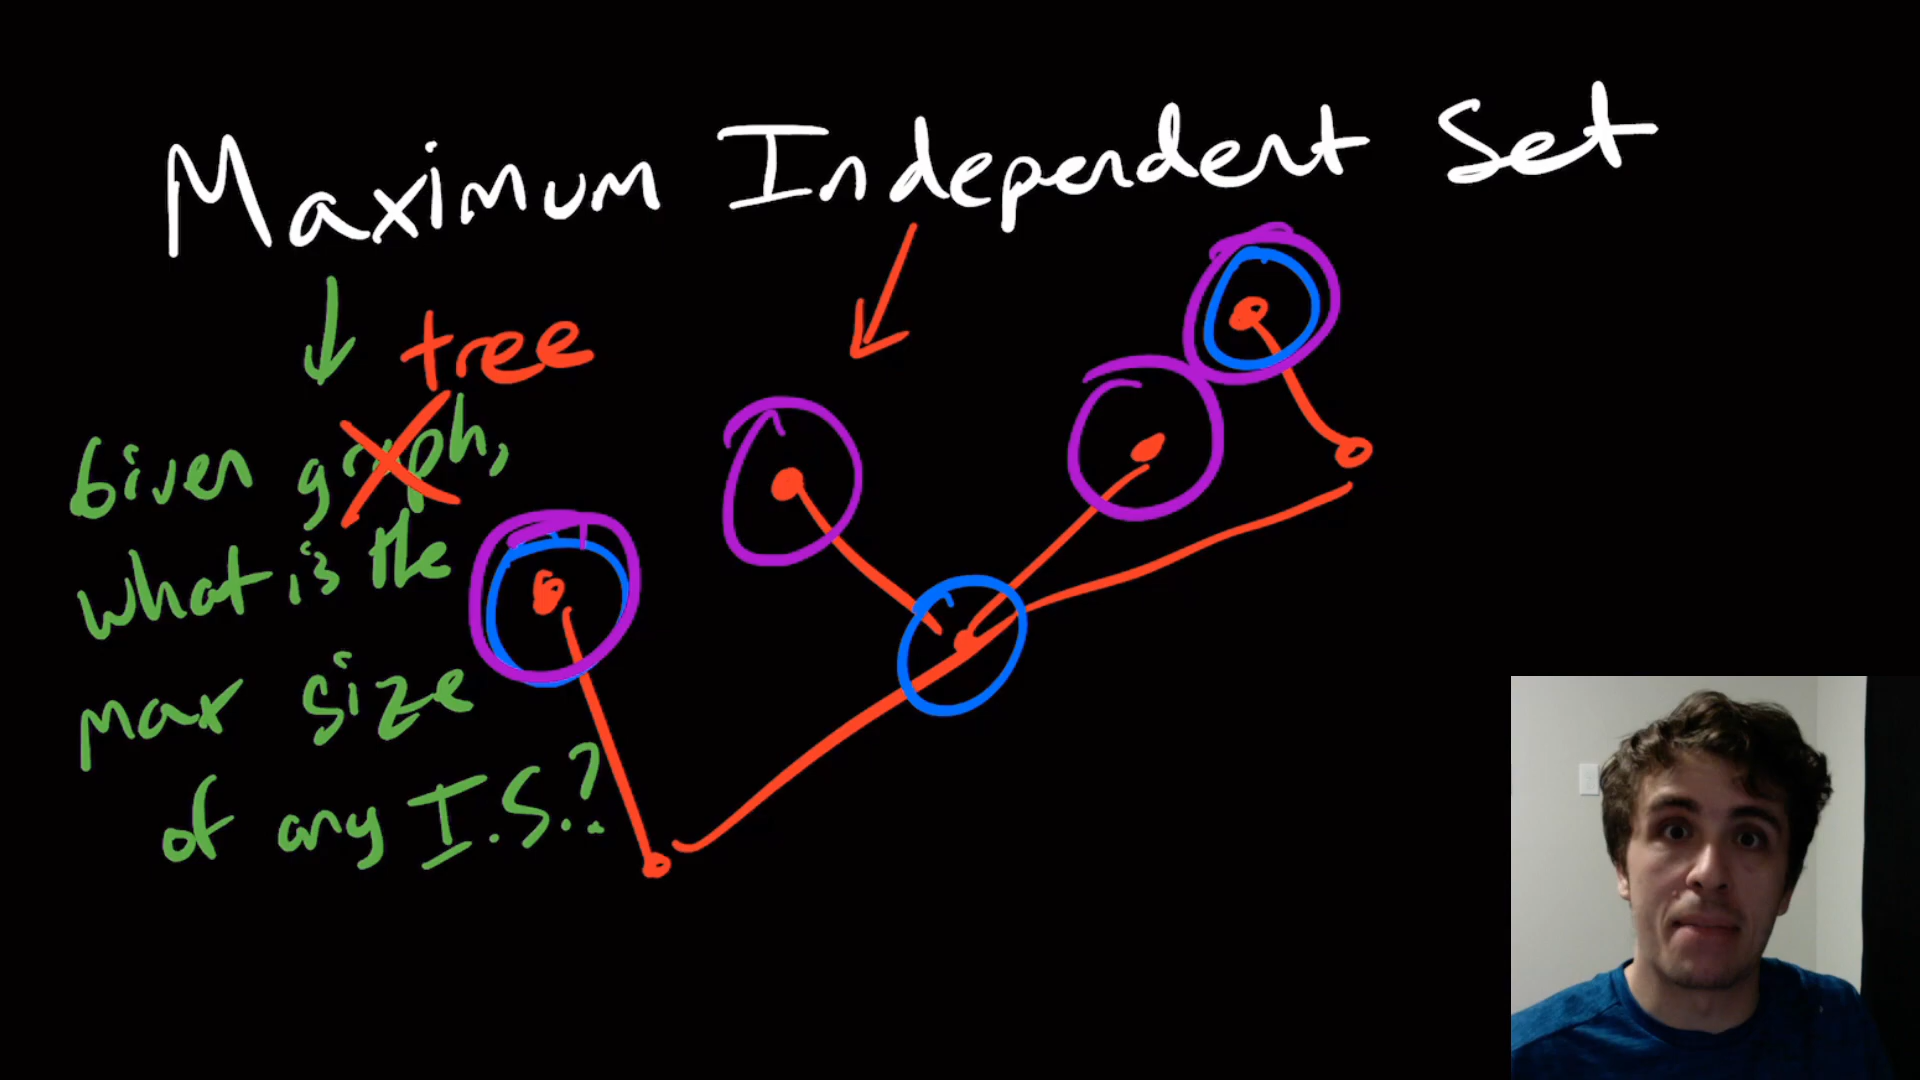 Maximum Independent Set
tree
Given graph,
what is the
max size
of any I.S.?